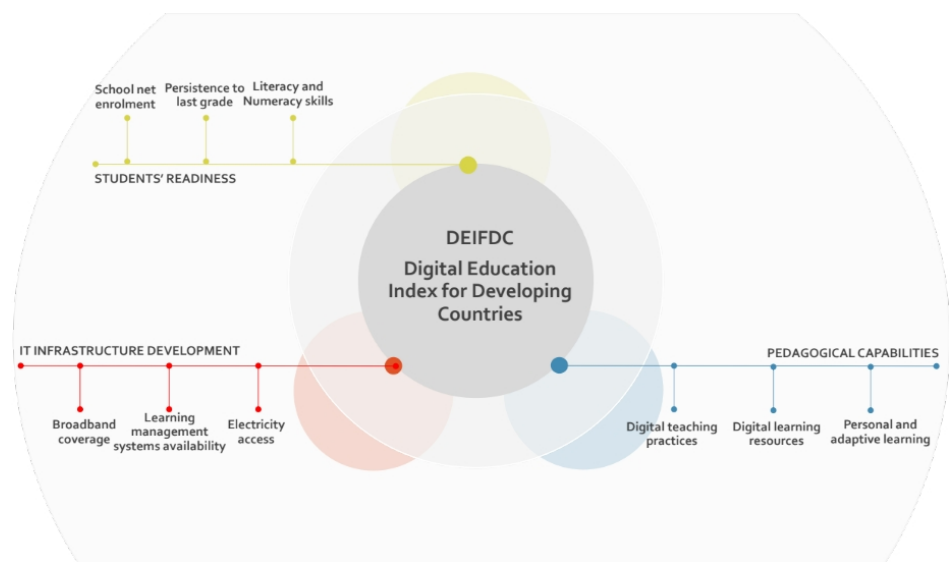 School net
enrolment
Persistence to
last grade
Literacy and
Numeracy skills
STUDENTS’ READINESS
DEIFDC
Digital Education
Index for Developing
Countries
IT INFRASTRUCTURE DEVELOPMENT
Broadband
coverage
Learning
management
systems availability
Electricity
access
PEDAGOGICAL CAPABILITIES
Digital teaching
practices
Digital learning
resources
Personal and
adaptive learning